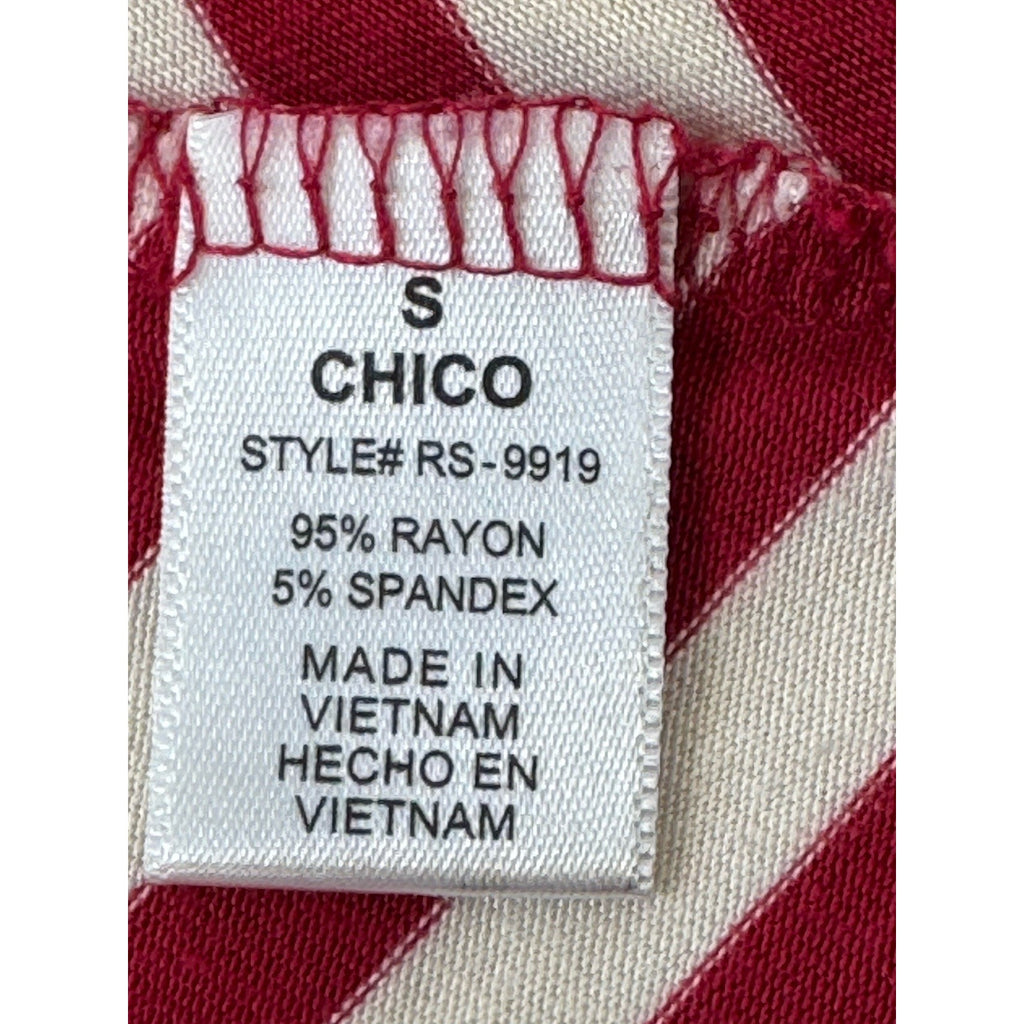 S
CHICO
STYLE# RS-9919
95% RAYON
5% SPANDEX
MADE IN
VIETNAM
HECHO EN
VIETNAM